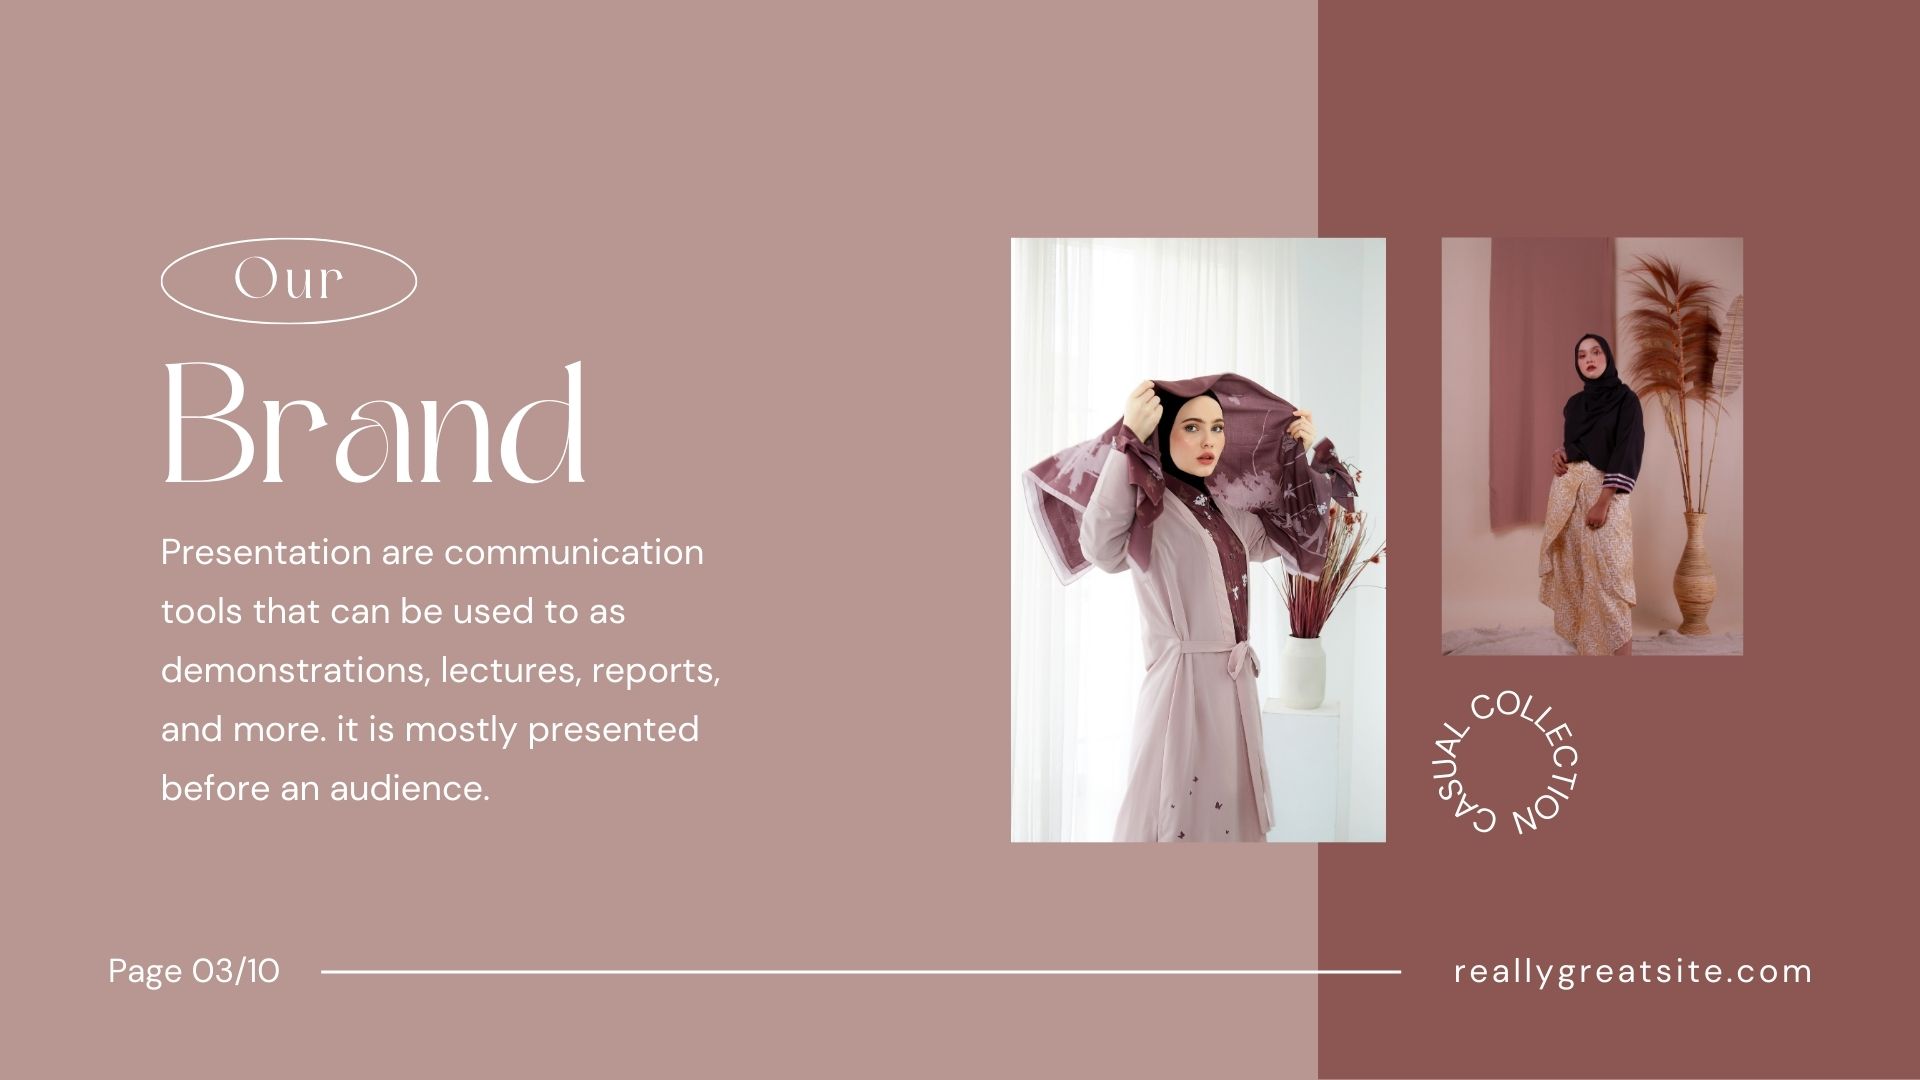 Our
Brand
Presentation are communication
tools that can be used to as
demonstrations, lectures, reports,
and more. it is mostly presented
before an audience.
CASUAL COLLECTION
Page 03/10
reallygreatsite.com